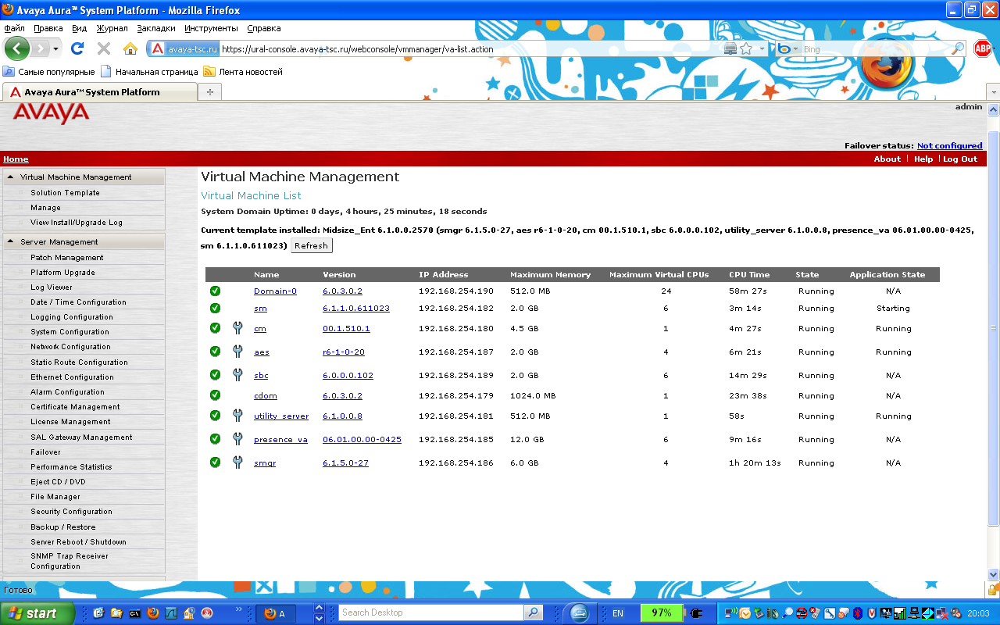 Avaya Aura™ System Platform - Mozilla Firefox
Файл Правка Вид Журнал Закладки Инструменты Справка
avaya-tsc.ru https://ural-console.avaya-tsc.ru/webconsole/vmmanager/va-list.action Bing ABP
Самые популярные Начальная страница Лента новостей
Avaya Aura™ System Platform
AVAYA
admin
Failover status: Not configured
Home About Help Log Out
Virtual Machine Management
Solution Template
Manage
View Install/Upgrade Log
Server Management
Patch Management
Platform Upgrade
Log Viewer
Date / Time Configuration
Logging Configuration
System Configuration
Network Configuration
Static Route Configuration
Ethernet Configuration
Alarm Configuration
Certificate Management
License Management
SAL Gateway Management
Failover
Performance Statistics
Eject CD / DVD
File Manager
Security Configuration
Backup / Restore
Server Reboot / Shutdown
SNMP Trap Receiver
Configuration
Virtual Machine Management
Virtual Machine List
System Domain Uptime: 0 days, 4 hours, 25 minutes, 18 seconds
Current template installed: Midsize_Ent 6.1.0.0.2570 (smgr 6.1.5.0-27, aes r6-1-0-20, cm 00.1.510.1, sbc 6.0.0.0.102, utility_server 6.1.0.0.8, presence_va 06.01.00.00-0425,
sm 6.1.1.0.611023) Refresh
Name Version IP Address Maximum Memory Maximum Virtual CPUs CPU Time State Application State
Domain-0 6.0.3.0.2 192.168.254.190 512.0 MB 24 58m 27s Running N/A
sm 6.1.1.0.611023 192.168.254.182 2.0 GB 6 3m 14s Running Starting
cm 00.1.510.1 192.168.254.180 4.5 GB 1 4m 27s Running Running
aes r6-1-0-20 192.168.254.187 2.0 GB 4 6m 21s Running Running
sbc 6.0.0.0.102 192.168.254.189 2.0 GB 6 14m 29s Running N/A
cdom 6.0.3.0.2 192.168.254.179 1024.0 MB 1 23m 38s Running N/A
utility_server 6.1.0.0.8 192.168.254.181 512.0 MB 1 58s Running Running
presence_va 06.01.00.00-0425 192.168.254.185 12.0 GB 6 9m 16s Running N/A
smgr 6.1.5.0-27 192.168.254.186 6.0 GB 4 1h 20m 13s Running N/A
Готово
start A Search Desktop EN 97% 20:03